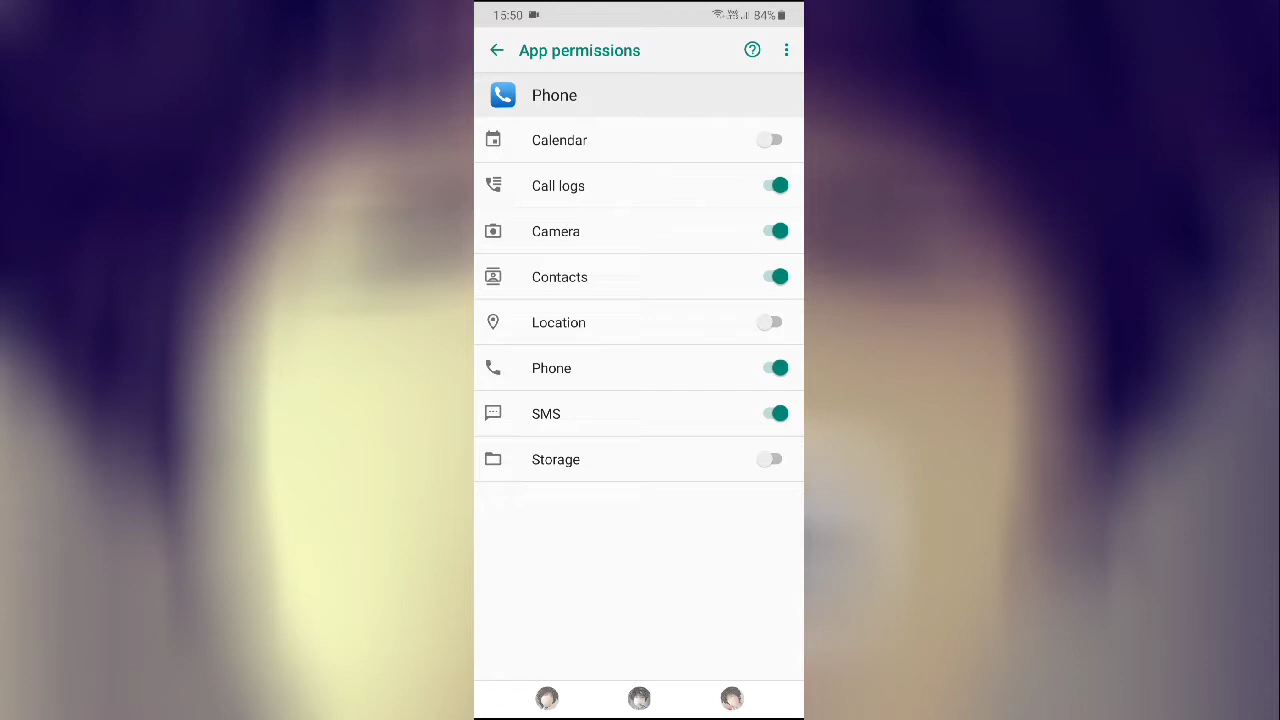 15:50 84%
App permissions
Phone
Calendar
Call logs
Camera
Contacts
Location
Phone
SMS
Storage